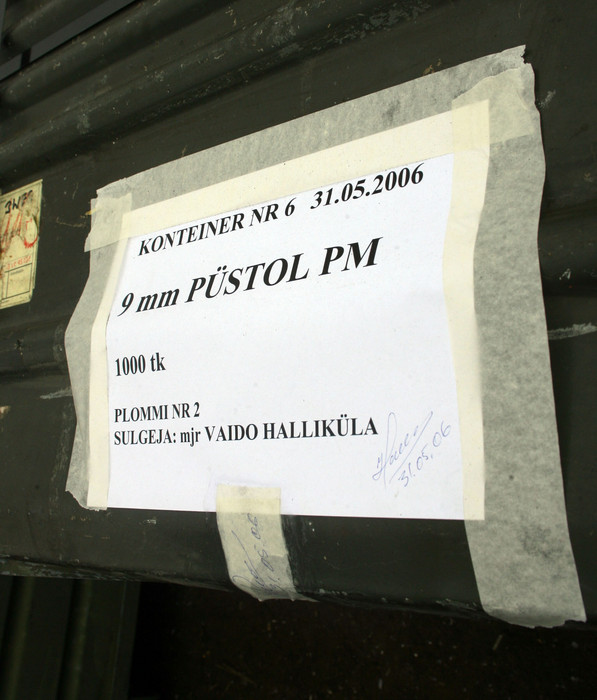 KONTEINER NR 6 31.05.2006
9 mm PÜSTOL PM
1000 tk
PLOMMI NR 2
SULGEJA: mjr VAIDO HALLIKÜLA
31.05.06